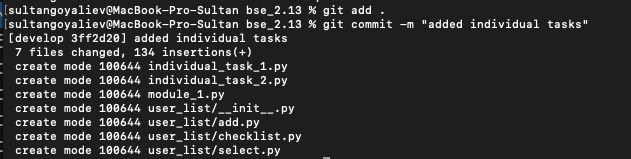 [sultangoyaliev@MacBook-Pro-Sultan bse_2.13 % git add .
[sultangoyaliev@MacBook-Pro-Sultan bse_2.13 % git commit -m "added individual tasks"
[develop 3ff2d20] added individual tasks
7 files changed, 134 insertions(+)
create mode 100644 individual_task_1.py
create mode 100644 individual_task_2.py
create mode 100644 module_1.py
create mode 100644 user_list/__init__.py
create mode 100644 user_list/add.py
create mode 100644 user_list/checklist.py
create mode 100644 user_list/select.py